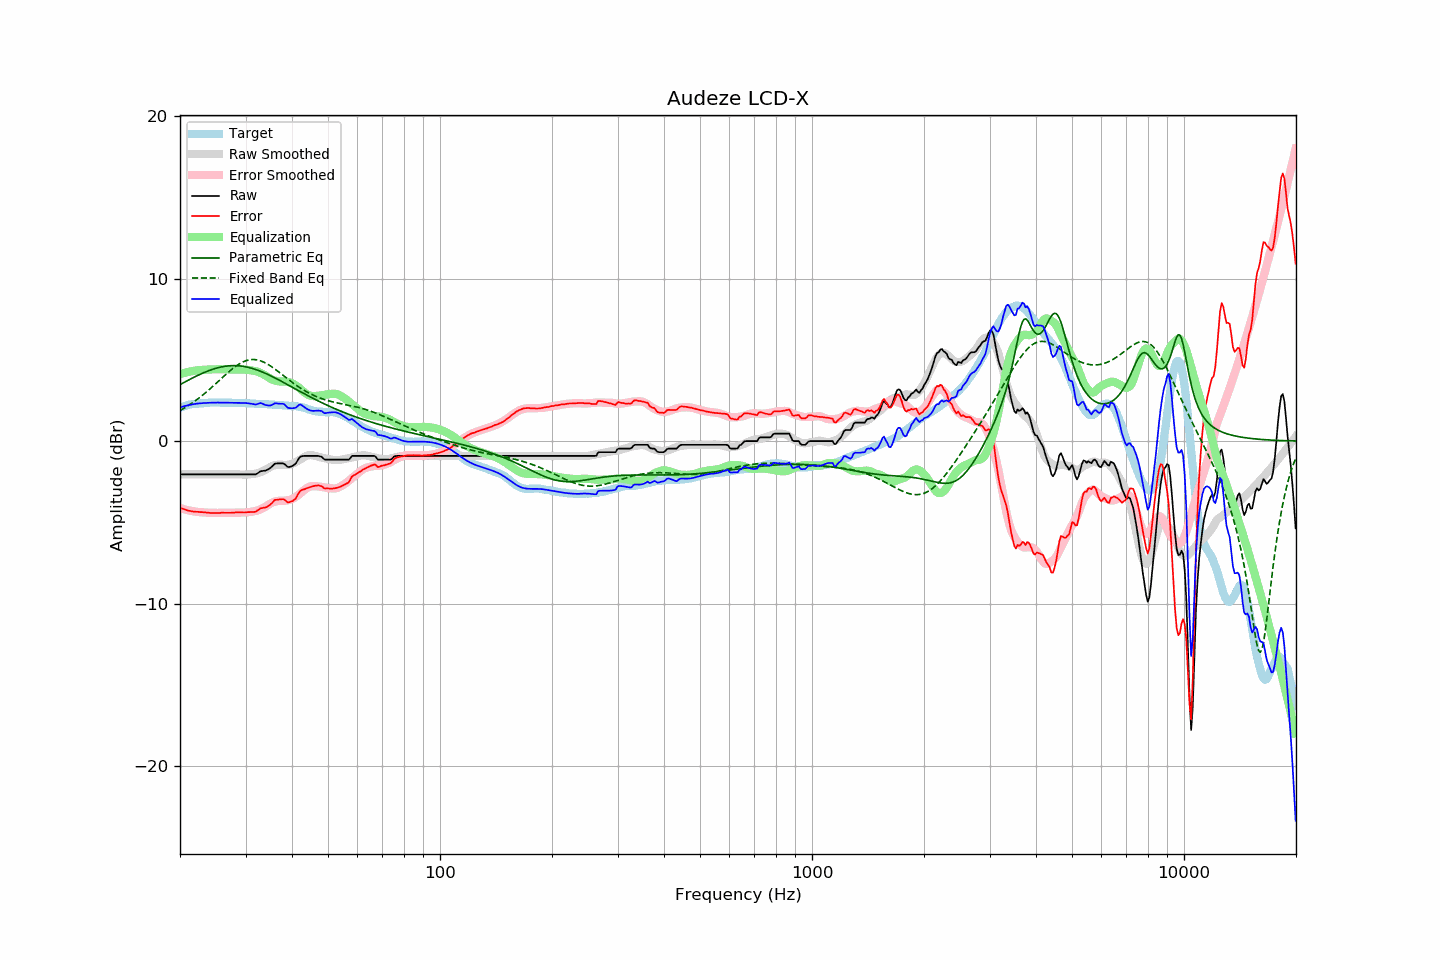 Audeze LCD-X
20
10
0
−10
−20
Amplitude (dBr)
Target
Raw Smoothed
Error Smoothed
Raw
Error
Equalization
Parametric Eq
Fixed Band Eq
Equalized
100
1000
10000
Frequency (Hz)